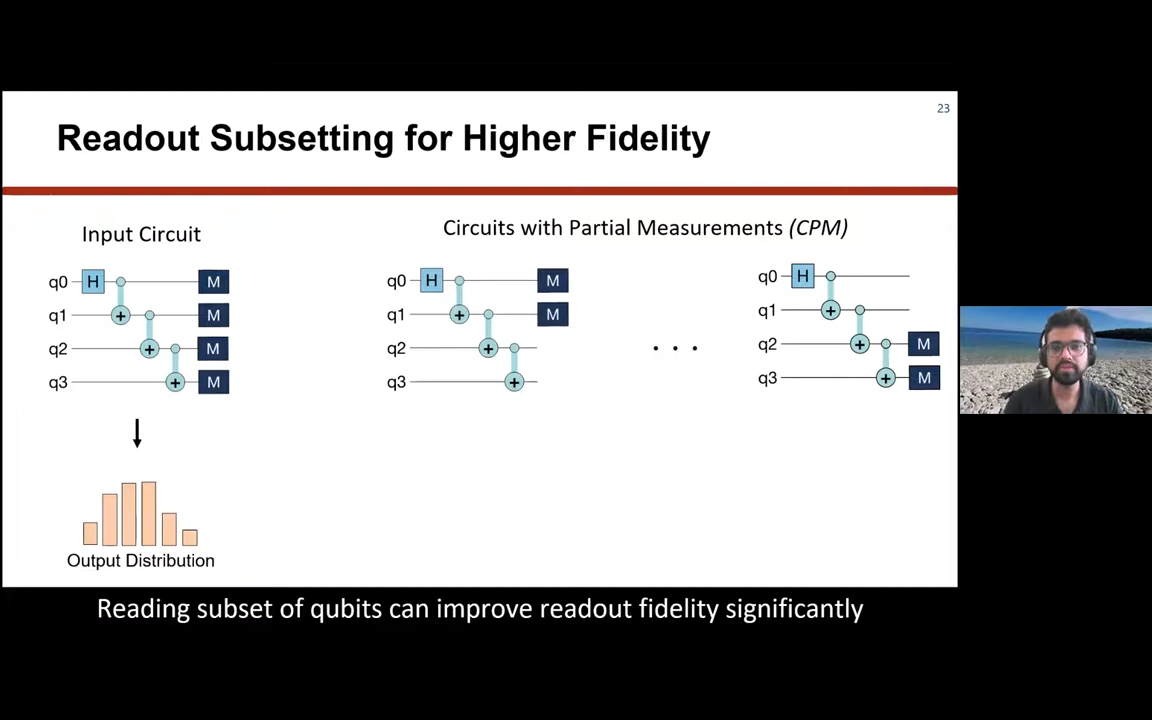 23
Readout Subsetting for Higher Fidelity
Input Circuit
q0 H M
q1 + M
q2 + M
q3 + M
Output Distribution
Circuits with Partial Measurements (CPM)
q0 H M
q1 + M
q2 +
q3 +
. . .
q0 H
q1 +
q2 + M
q3 + M
Reading subset of qubits can improve readout fidelity significantly